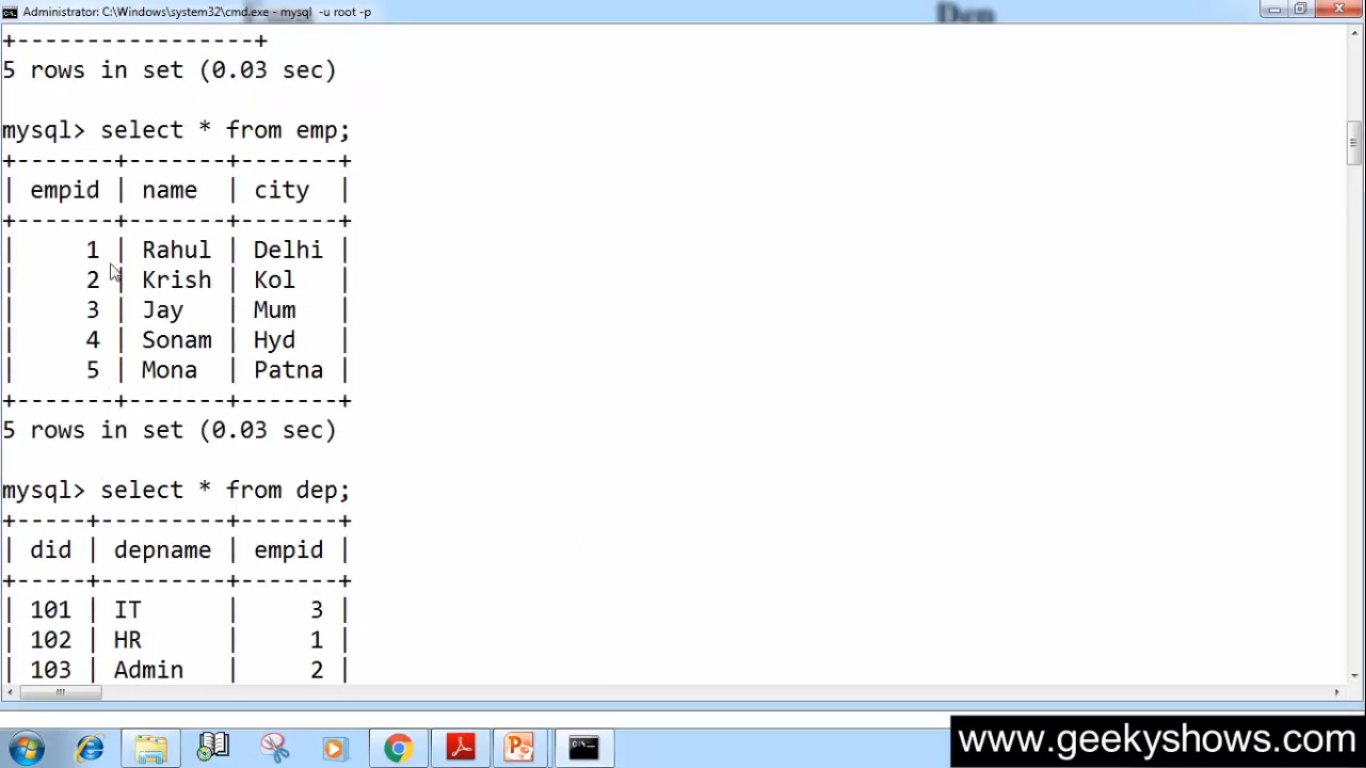 Administrator: C:\Windows\system32\cmd.exe - mysql -u root -p
Dep
+-----------------+
5 rows in set (0.03 sec)
mysql> select * from emp;
+-------+-------+-------+
| empid | name  | city  |
+-------+-------+-------+
|     1 | Rahul | Delhi |
|     2 | Krish | Kol   |
|     3 | Jay   | Mum   |
|     4 | Sonam | Hyd   |
|     5 | Mona  | Patna |
+-------+-------+-------+
5 rows in set (0.03 sec)
mysql> select * from dep;
+-----+---------+-------+
| did | depname | empid |
+-----+---------+-------+
| 101 | IT      |     3 |
| 102 | HR      |     1 |
| 103 | Admin   |     2 |
www.geekyshows.com